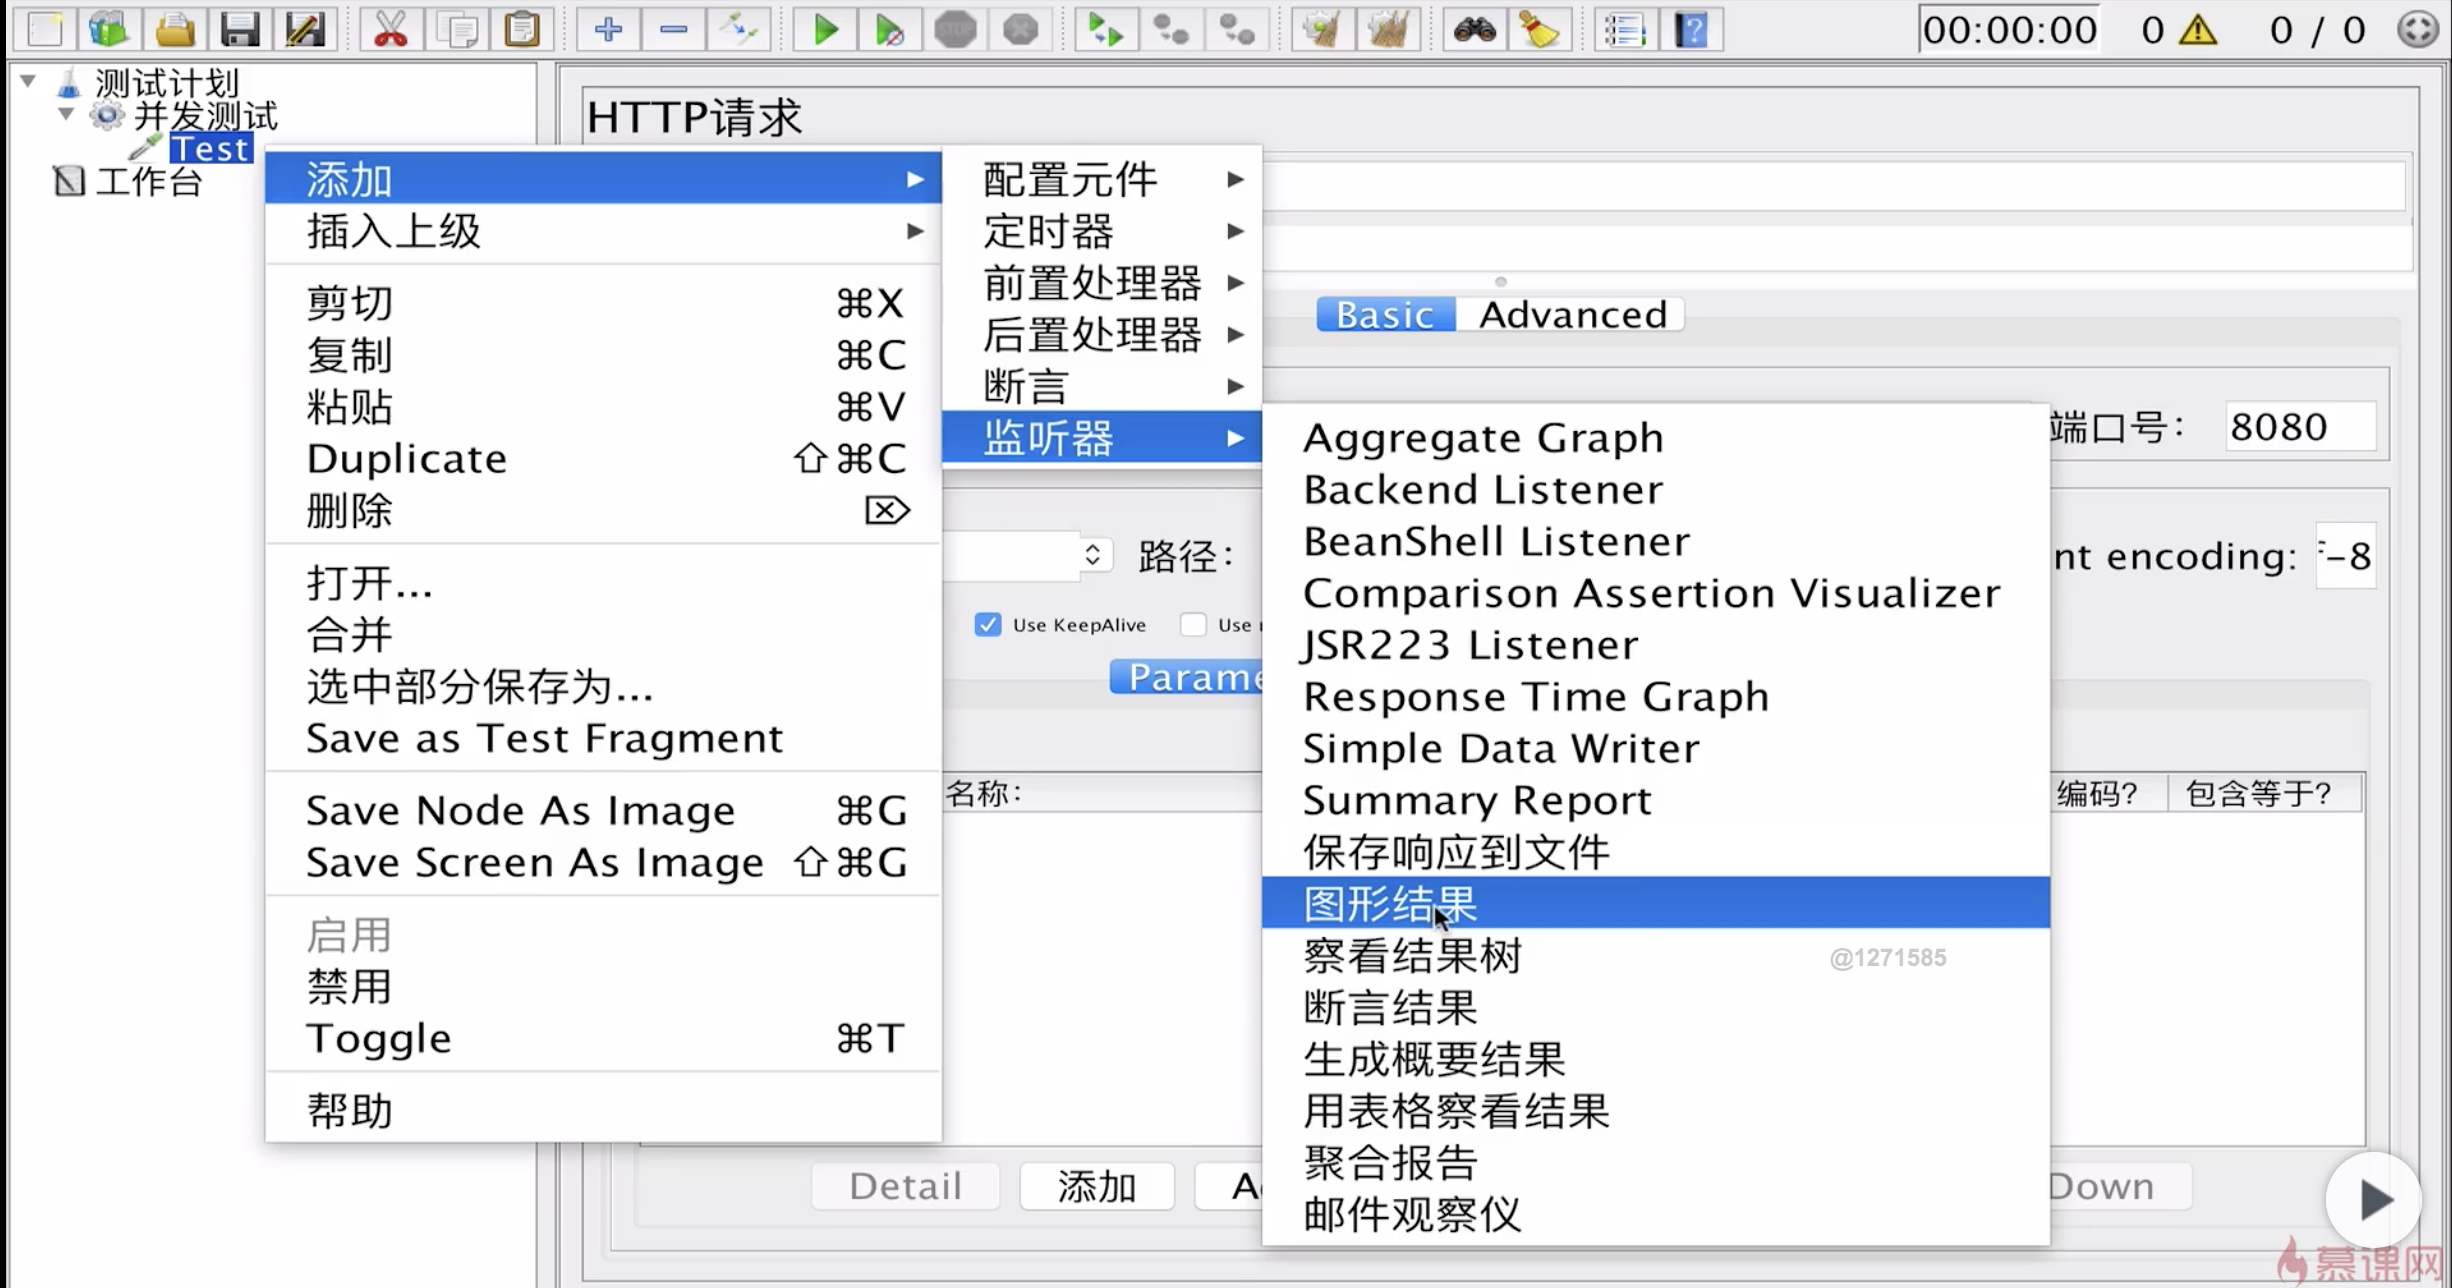 00:00:00 0 0 / 0
测试计划
并发测试
Test
工作台
HTTP请求
添加
插入上级
剪切 ⌘X
复制 ⌘C
粘贴 ⌘V
Duplicate ⇧⌘C
删除
打开...
合并
选中部分保存为...
Save as Test Fragment
Save Node As Image ⌘G
Save Screen As Image ⇧⌘G
启用
禁用
Toggle ⌘T
帮助
配置元件
定时器
前置处理器
后置处理器
断言
监听器
Aggregate Graph
Backend Listener
BeanShell Listener
Comparison Assertion Visualizer
JSR223 Listener
Response Time Graph
Simple Data Writer
Summary Report
保存响应到文件
图形结果
察看结果树
断言结果
生成概要结果
用表格察看结果
聚合报告
邮件观察仪
Basic Advanced
端口号: 8080
路径: nt encoding: -8
Use KeepAlive Use
Parame
名称: 编码? 包含等于?
Detail 添加 A Down
@1271585
慕课网